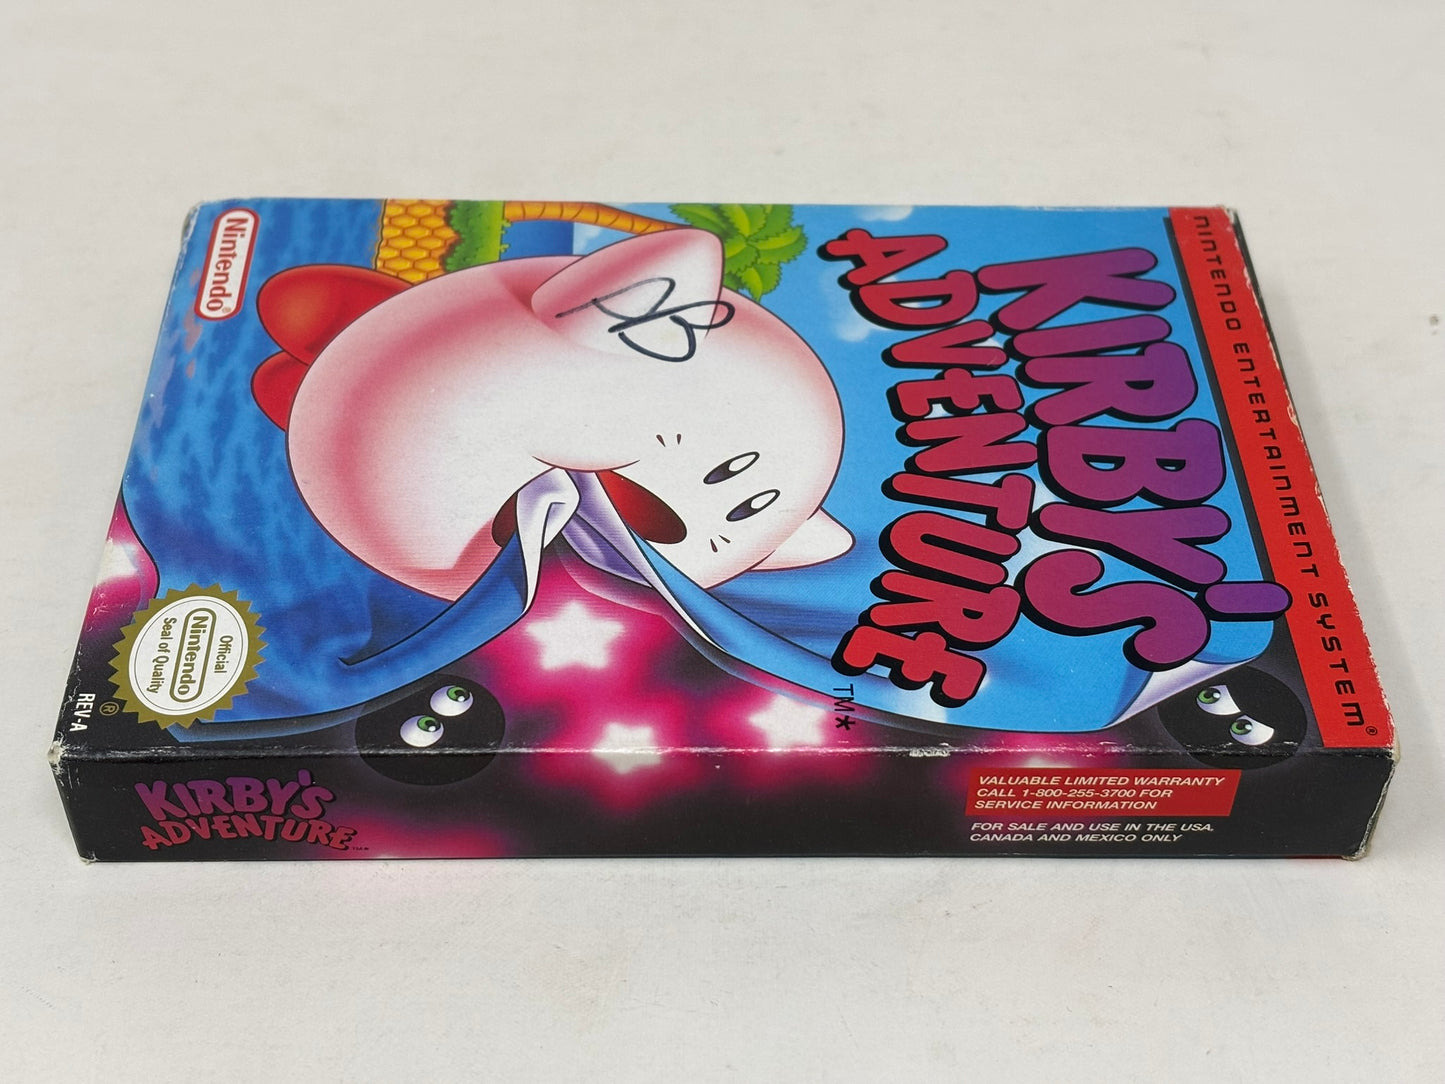 NINTENDO ENTERTAINMENT SYSTEM®
KIRBY'S
ADVENTURE
TM*
Nintendo®
Official
Nintendo
Seal of Quality
®
REV-A
KIRBY'S
ADVENTURE
VALUABLE LIMITED WARRANTY
CALL 1-800-255-3700 FOR
SERVICE INFORMATION
FOR SALE AND USE IN THE USA,
CANADA AND MEXICO ONLY